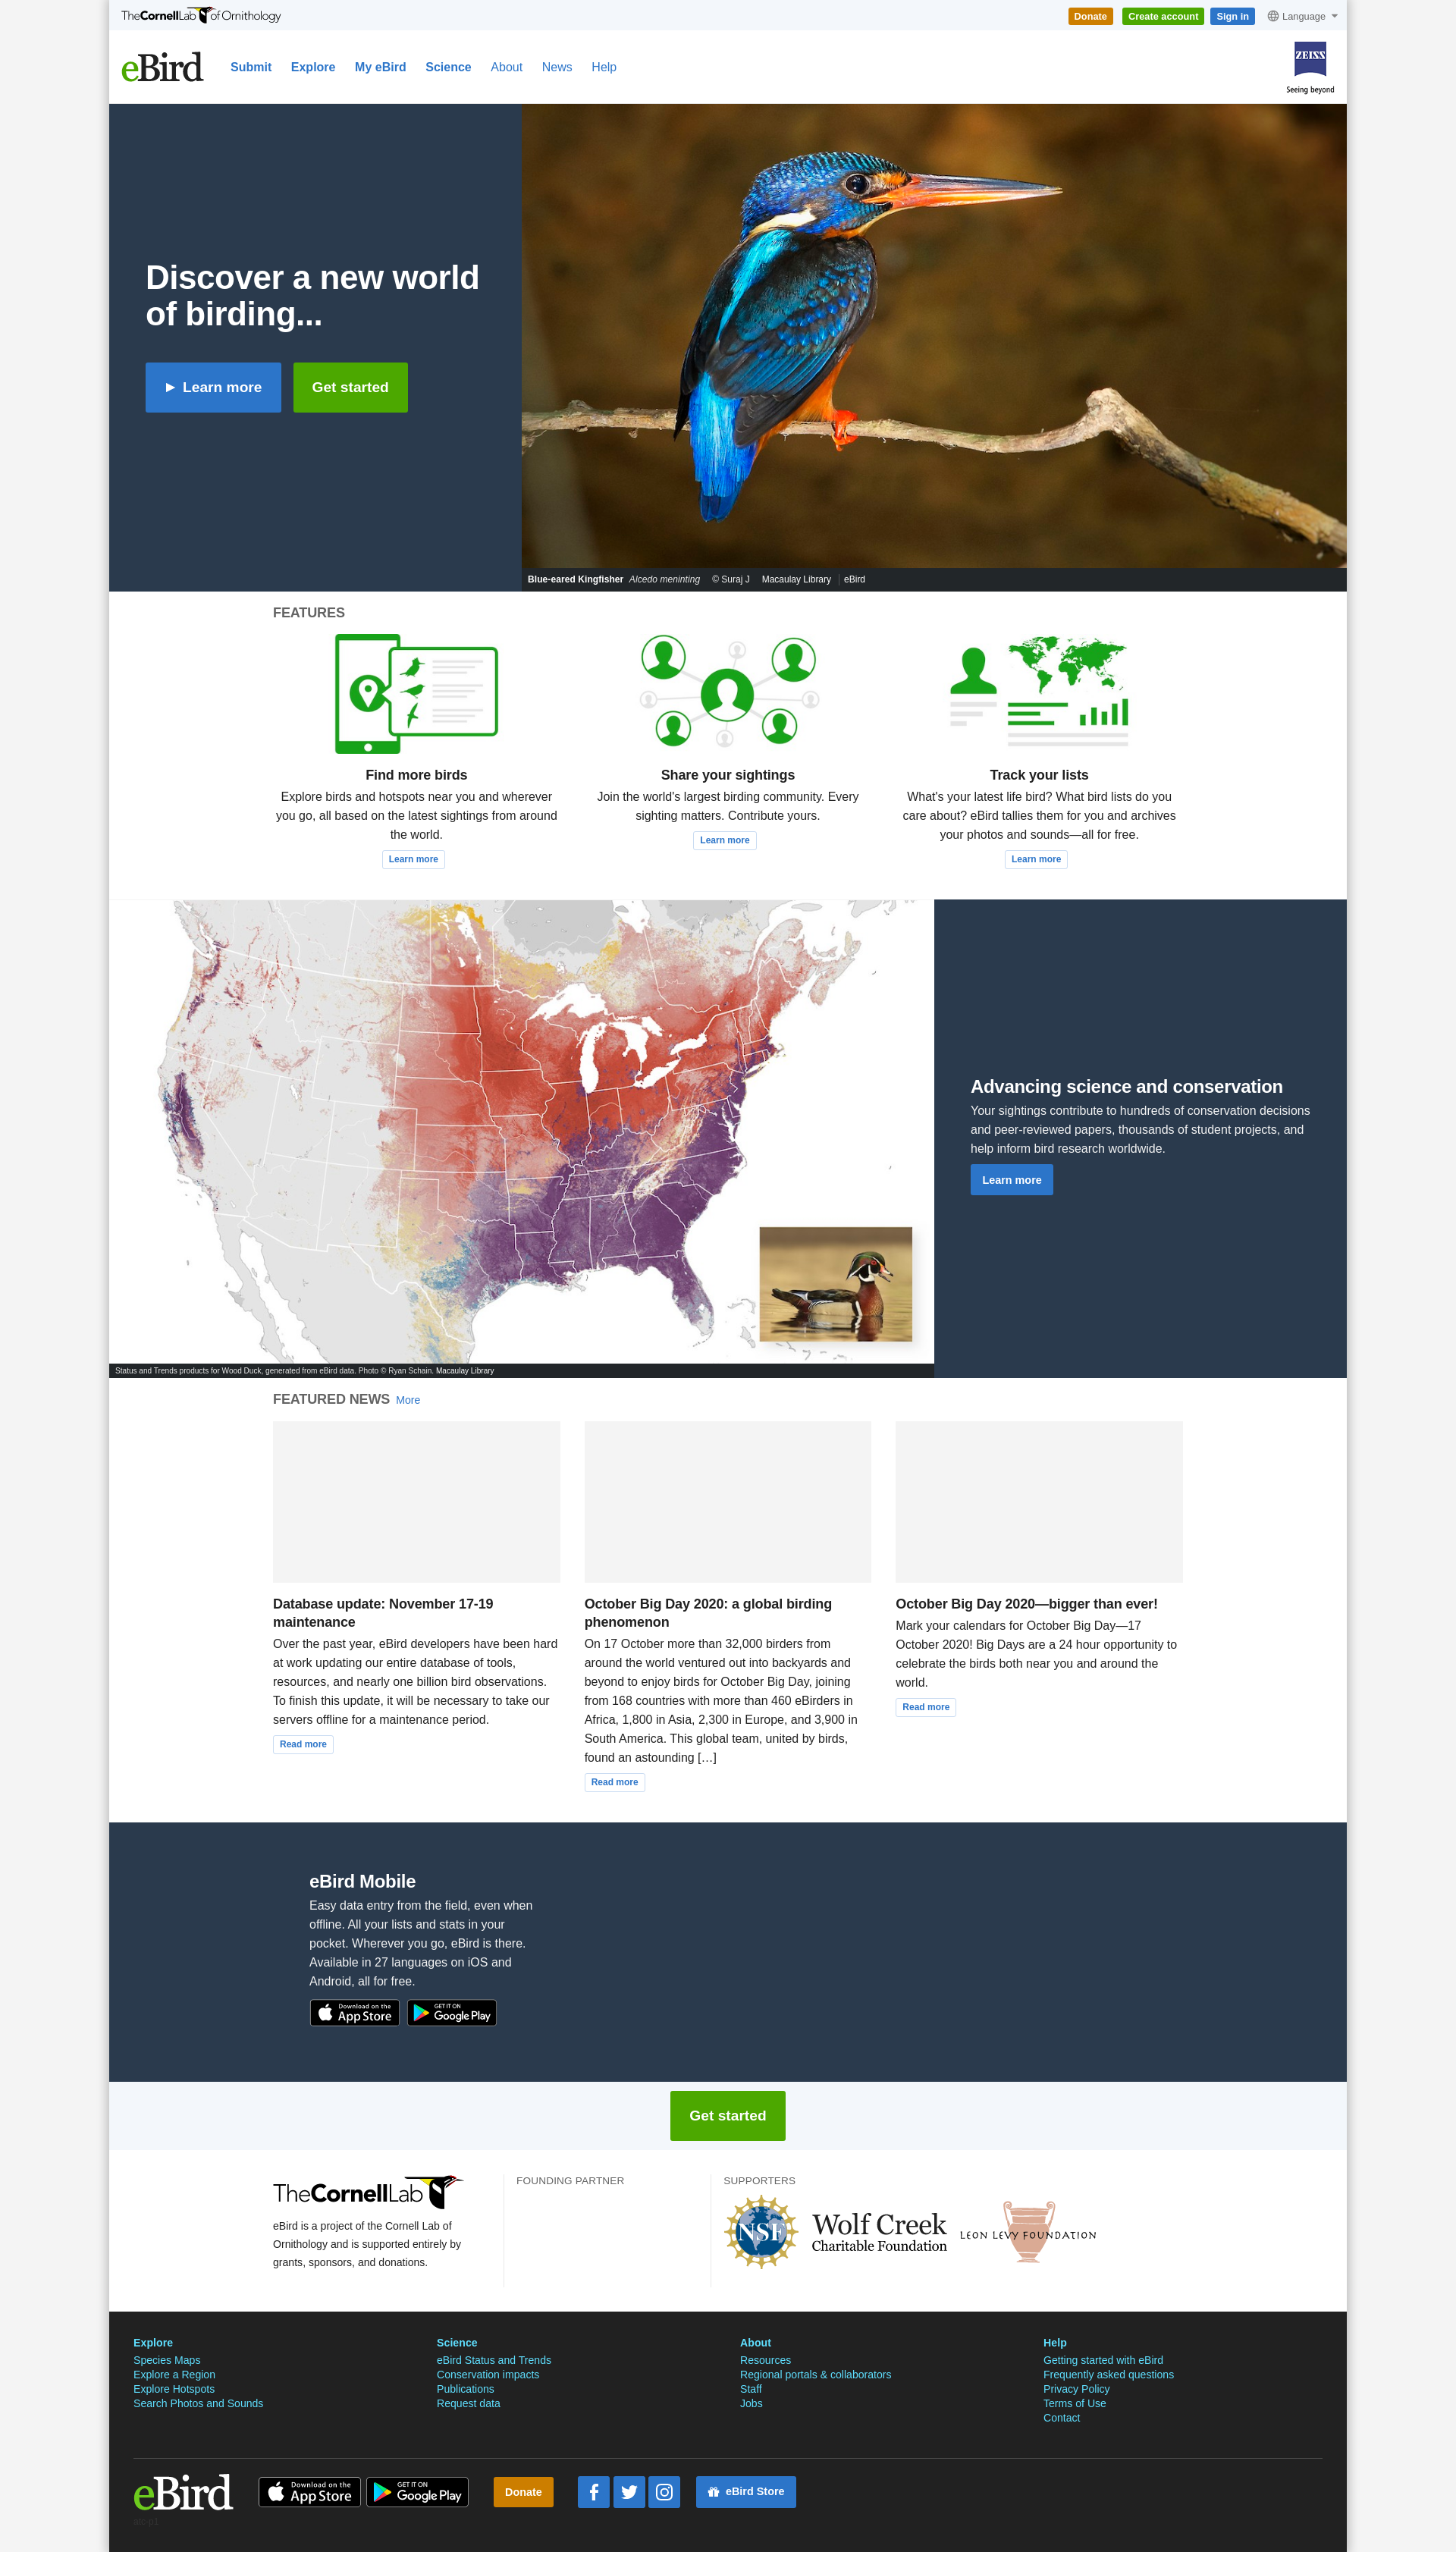 TheCornellLab of Ornithology
Donate
Create account
Sign in
Language
eBird
Submit
Explore
My eBird
Science
About
News
Help
ZEISS
Seeing beyond
Discover a new world
of birding...
Learn more
Get started
Blue-eared Kingfisher Alcedo meninting © Suraj J Macaulay Library eBird
FEATURES
Find more birds
Explore birds and hotspots near you and wherever
you go, all based on the latest sightings from around
the world.
Learn more
Share your sightings
Join the world's largest birding community. Every
sighting matters. Contribute yours.
Learn more
Track your lists
What's your latest life bird? What bird lists do you
care about? eBird tallies them for you and archives
your photos and sounds—all for free.
Learn more
Advancing science and conservation
Your sightings contribute to hundreds of conservation decisions
and peer-reviewed papers, thousands of student projects, and
help inform bird research worldwide.
Learn more
Status and Trends products for Wood Duck, generated from eBird data. Photo © Ryan Schain. Macaulay Library
FEATURED NEWS More
Database update: November 17-19
maintenance
Over the past year, eBird developers have been hard
at work updating our entire database of tools,
resources, and nearly one billion bird observations.
To finish this update, it will be necessary to take our
servers offline for a maintenance period.
Read more
October Big Day 2020: a global birding
phenomenon
On 17 October more than 32,000 birders from
around the world ventured out into backyards and
beyond to enjoy birds for October Big Day, joining
from 168 countries with more than 460 eBirders in
Africa, 1,800 in Asia, 2,300 in Europe, and 3,900 in
South America. This global team, united by birds,
found an astounding […]
Read more
October Big Day 2020—bigger than ever!
Mark your calendars for October Big Day—17
October 2020! Big Days are a 24 hour opportunity to
celebrate the birds both near you and around the
world.
Read more
eBird Mobile
Easy data entry from the field, even when
offline. All your lists and stats in your
pocket. Wherever you go, eBird is there.
Available in 27 languages on iOS and
Android, all for free.
Download on the
App Store
GET IT ON
Google Play
Get started
TheCornellLab
eBird is a project of the Cornell Lab of
Ornithology and is supported entirely by
grants, sponsors, and donations.
FOUNDING PARTNER
SUPPORTERS
NSF
Wolf Creek
Charitable Foundation
LEON LEVY FOUNDATION
Explore
Species Maps
Explore a Region
Explore Hotspots
Search Photos and Sounds
Science
eBird Status and Trends
Conservation impacts
Publications
Request data
About
Resources
Regional portals & collaborators
Staff
Jobs
Help
Getting started with eBird
Frequently asked questions
Privacy Policy
Terms of Use
Contact
eBird
Download on the
App Store
GET IT ON
Google Play
Donate
eBird Store